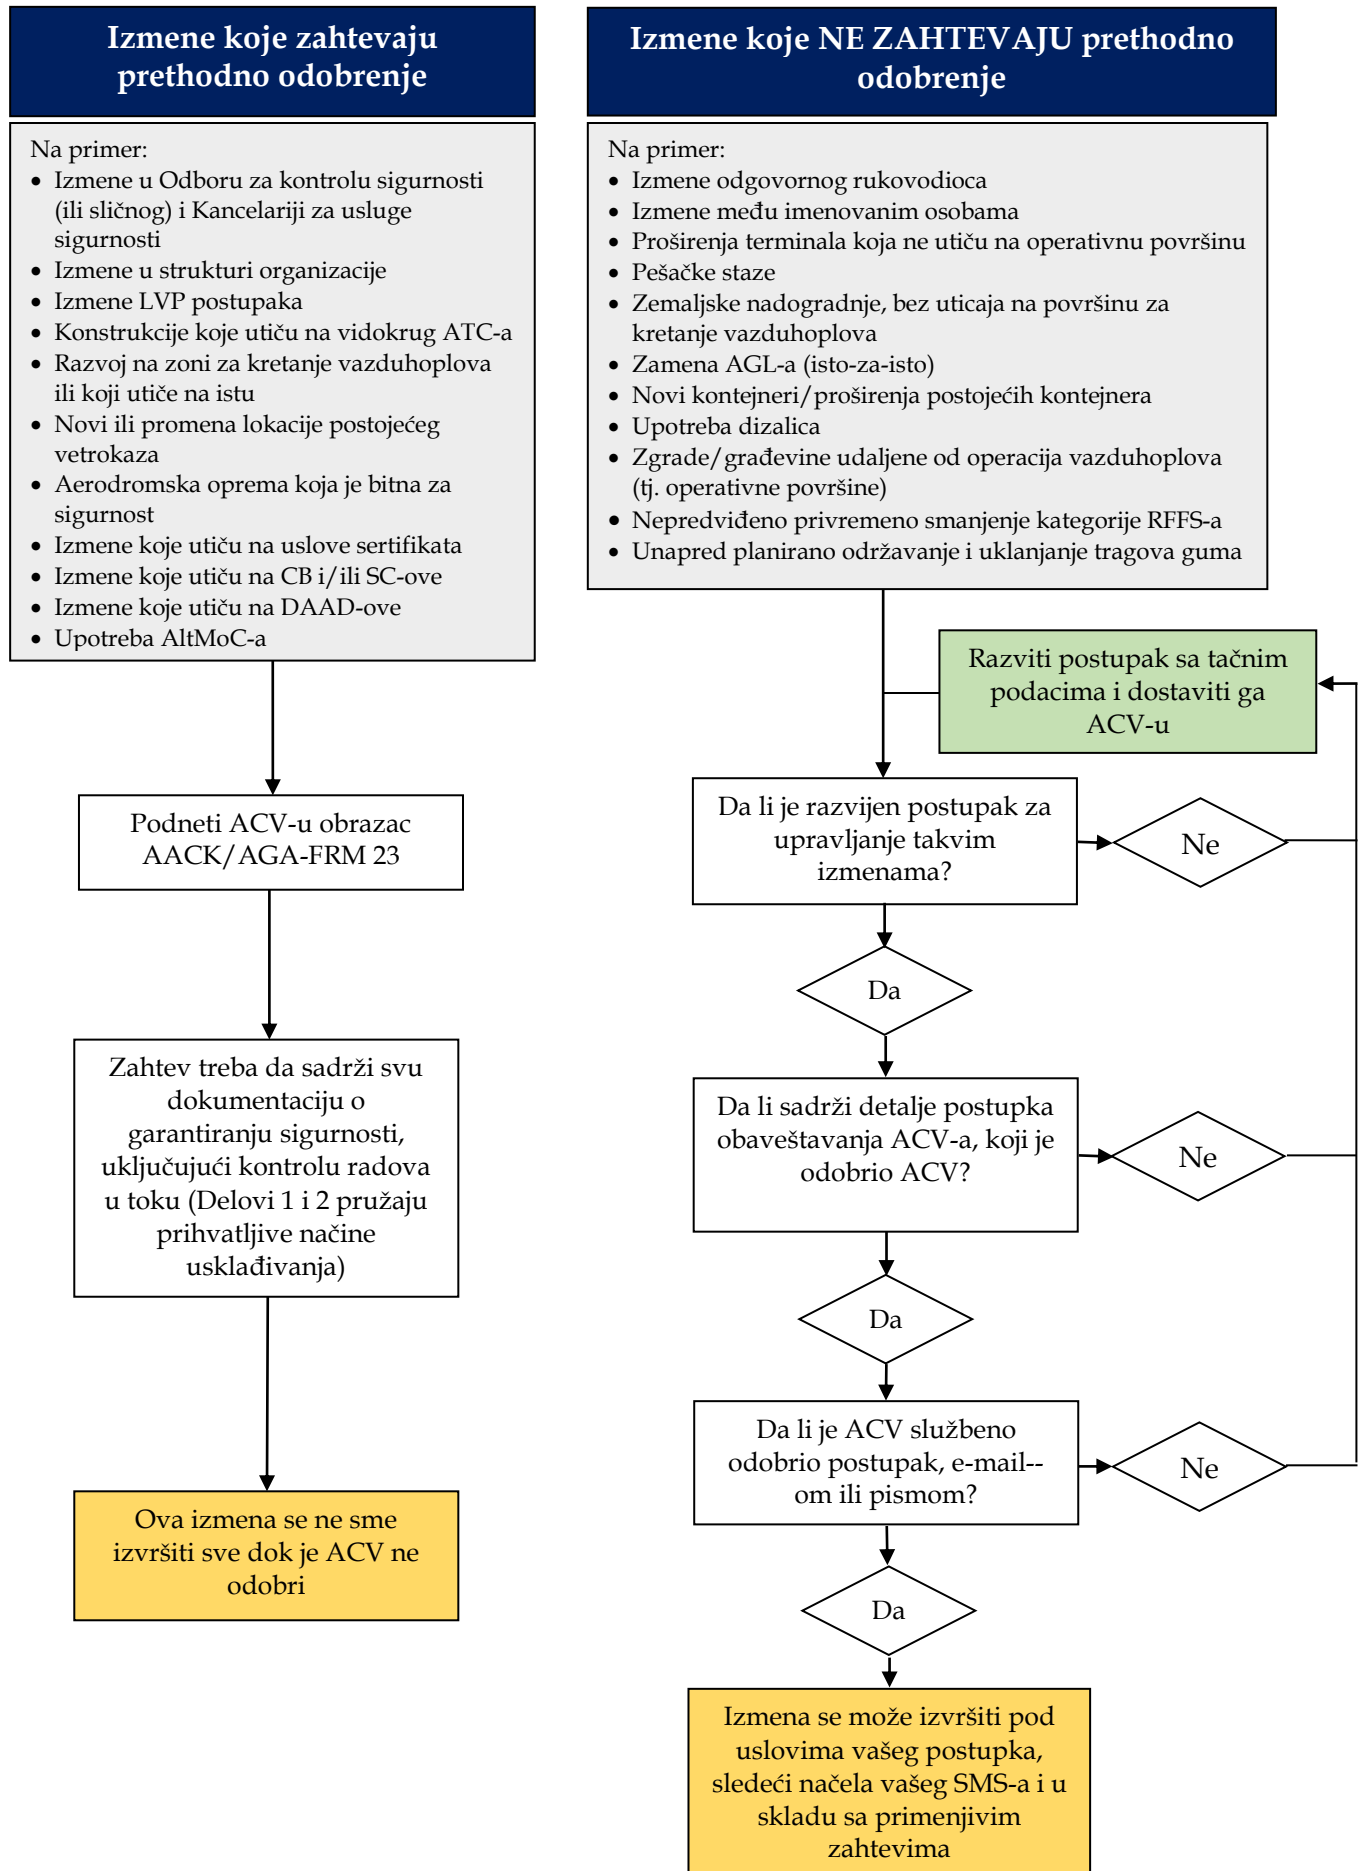 Izmene koje zahtevaju
prethodno odobrenje
Na primer:
• Izmene u Odboru za kontrolu sigurnosti
(ili sličnog) i Kancelariji za usluge
sigurnosti
• Izmene u strukturi organizacije
• Izmene LVP postupaka
• Konstrukcije koje utiču na vidokrug ATC-a
• Razvoj na zoni za kretanje vazduhoplova
ili koji utiče na istu
• Novi ili promena lokacije postojećeg
vetrokaza
• Aerodromska oprema koja je bitna za
sigurnost
• Izmene koje utiču na uslove sertifikata
• Izmene koje utiču na CB i/ili SC-ove
• Izmene koje utiču na DAAD-ove
• Upotreba AltMoC-a
Podneti ACV-u obrazac
AACK/AGA-FRM 23
Zahtev treba da sadrži svu
dokumentaciju o
garantiranju sigurnosti,
uključujući kontrolu radova
u toku (Delovi 1 i 2 pružaju
prihvatljive načine
usklađivanja)
Ova izmena se ne sme
izvršiti sve dok je ACV ne
odobri
Izmene koje NE ZAHTEVAJU prethodno
odobrenje
Na primer:
• Izmene odgovornog rukovodioca
• Izmene među imenovanim osobama
• Proširenja terminala koja ne utiču na operativnu površinu
• Pešačke staze
• Zemaljske nadogradnje, bez uticaja na površinu za
kretanje vazduhoplova
• Zamena AGL-a (isto-za-isto)
• Novi kontejneri/proširenja postojećih kontejnera
• Upotreba dizalica
• Zgrade/građevine udaljene od operacija vazduhoplova
(tj. operativne površine)
• Nepredviđeno privremeno smanjenje kategorije RFFS-a
• Unapred planirano održavanje i uklanjanje tragova guma
Razviti postupak sa tačnim
podacima i dostaviti ga
ACV-u
Da li je razvijen postupak za
upravljanje takvim
izmenama?
Ne
Da
Da li sadrži detalje postupka
obaveštavanja ACV-a, koji je
odobrio ACV?
Ne
Da
Da li je ACV službeno
odobrio postupak, e-mail--
om ili pismom?
Ne
Da
Izmena se može izvršiti pod
uslovima vašeg postupka,
sledeći načela vašeg SMS-a i u
skladu sa primenjivim
zahtevima